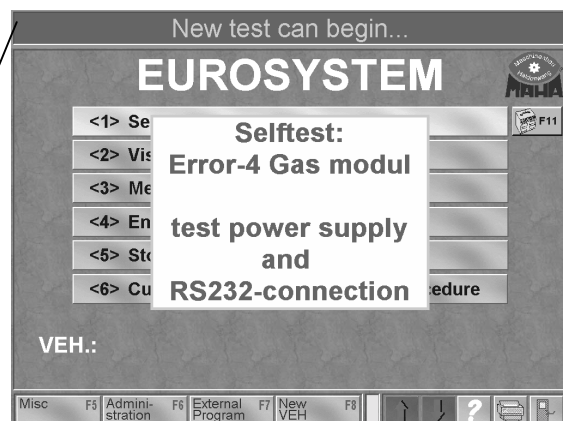 New test can begin...
EUROSYSTEM
MAHA
F11
<1> Se
<2> Vis
<3> Me
<4> En
<5> Sto
<6> Cu
edure
Selftest:
Error-4 Gas modul
test power supply
and
RS232-connection
VEH.:
Misc F5
Admini-stration F6
External Program F7
New VEH F8
?